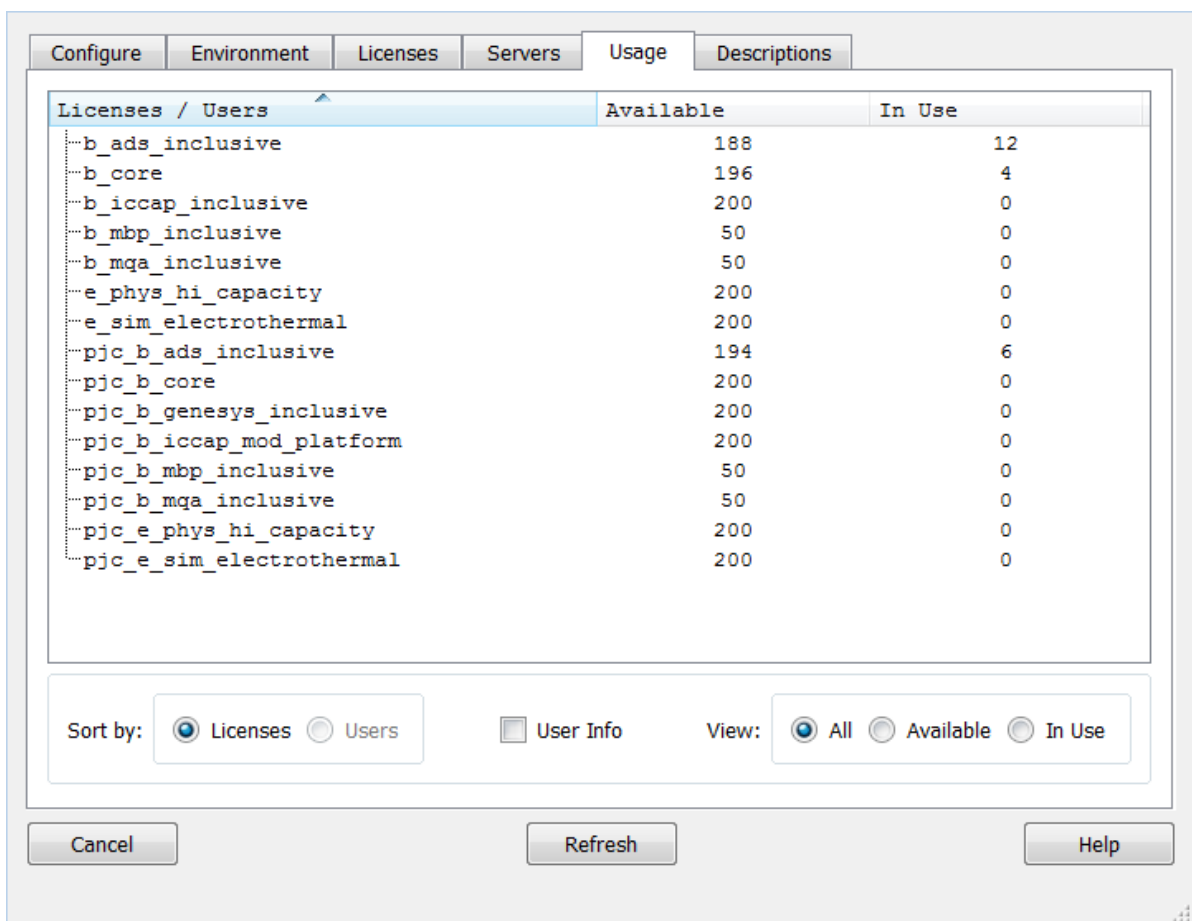 Configure Environment Licenses Servers Usage Descriptions
Licenses / Users Available In Use
b_ads_inclusive 188 12
b_core 196 4
b_iccap_inclusive 200 0
b_mbp_inclusive 50 0
b_mqa_inclusive 50 0
e_phys_hi_capacity 200 0
e_sim_electrothermal 200 0
pjc_b_ads_inclusive 194 6
pjc_b_core 200 0
pjc_b_genesys_inclusive 200 0
pjc_b_iccap_mod_platform 200 0
pjc_b_mbp_inclusive 50 0
pjc_b_mqa_inclusive 50 0
pjc_e_phys_hi_capacity 200 0
pjc_e_sim_electrothermal 200 0
Sort by: Licenses Users User Info View: All Available In Use
Cancel Refresh Help